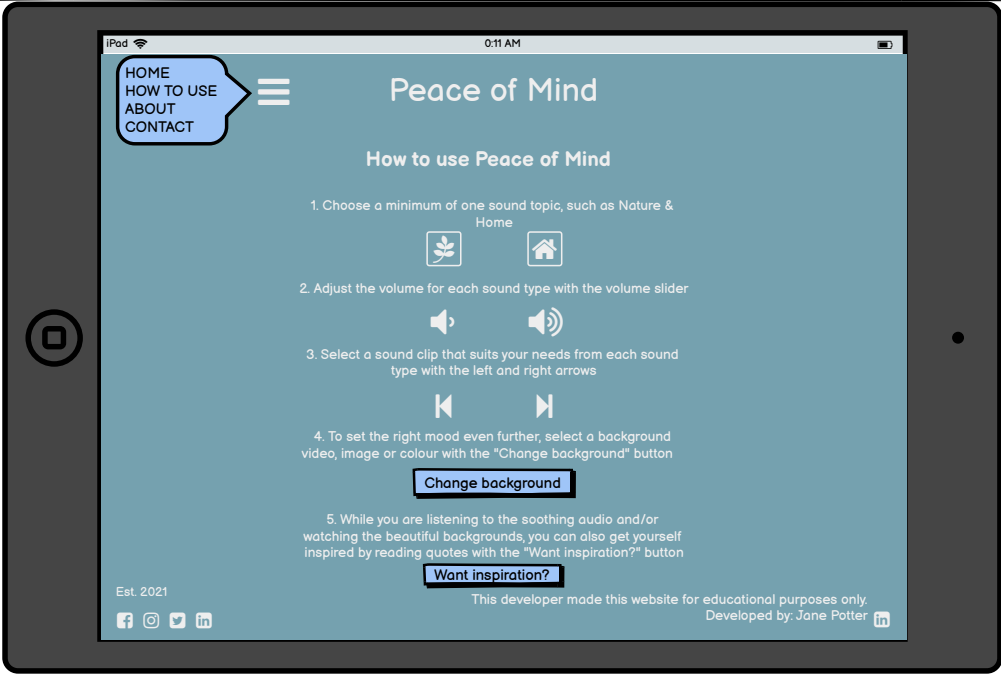 iPad
0:11 AM
HOME
HOW TO USE
ABOUT
CONTACT
Peace of Mind
How to use Peace of Mind
1. Choose a minimum of one sound topic, such as Nature &
Home
2. Adjust the volume for each sound type with the volume slider
3. Select a sound clip that suits your needs from each sound
type with the left and right arrows
4. To set the right mood even further, select a background
video, image or colour with the "Change background" button
Change background
5. While you are listening to the soothing audio and/or
watching the beautiful backgrounds, you can also get yourself
inspired by reading quotes with the "Want inspiration?" button
Want inspiration?
Est. 2021
This developer made this website for educational purposes only.
Developed by: Jane Potter